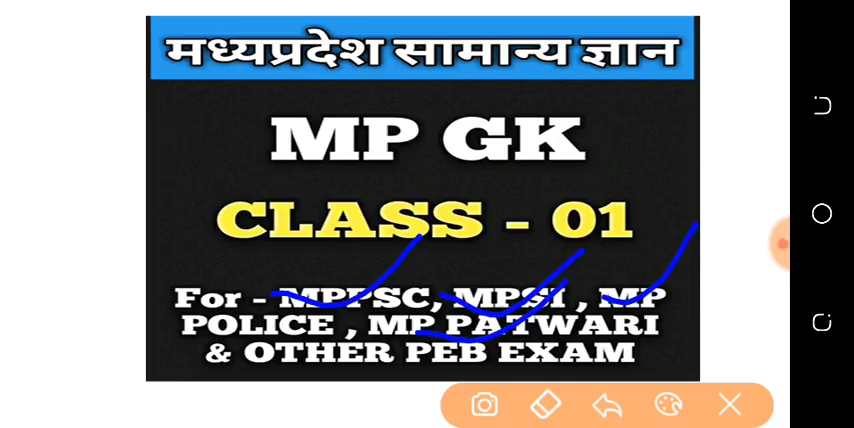 मध्यप्रदेश सामान्य ज्ञान
MP GK
CLASS - 01
For - MPPSC, MPSI , MP
POLICE , MP PATWARI
& OTHER PEB EXAM